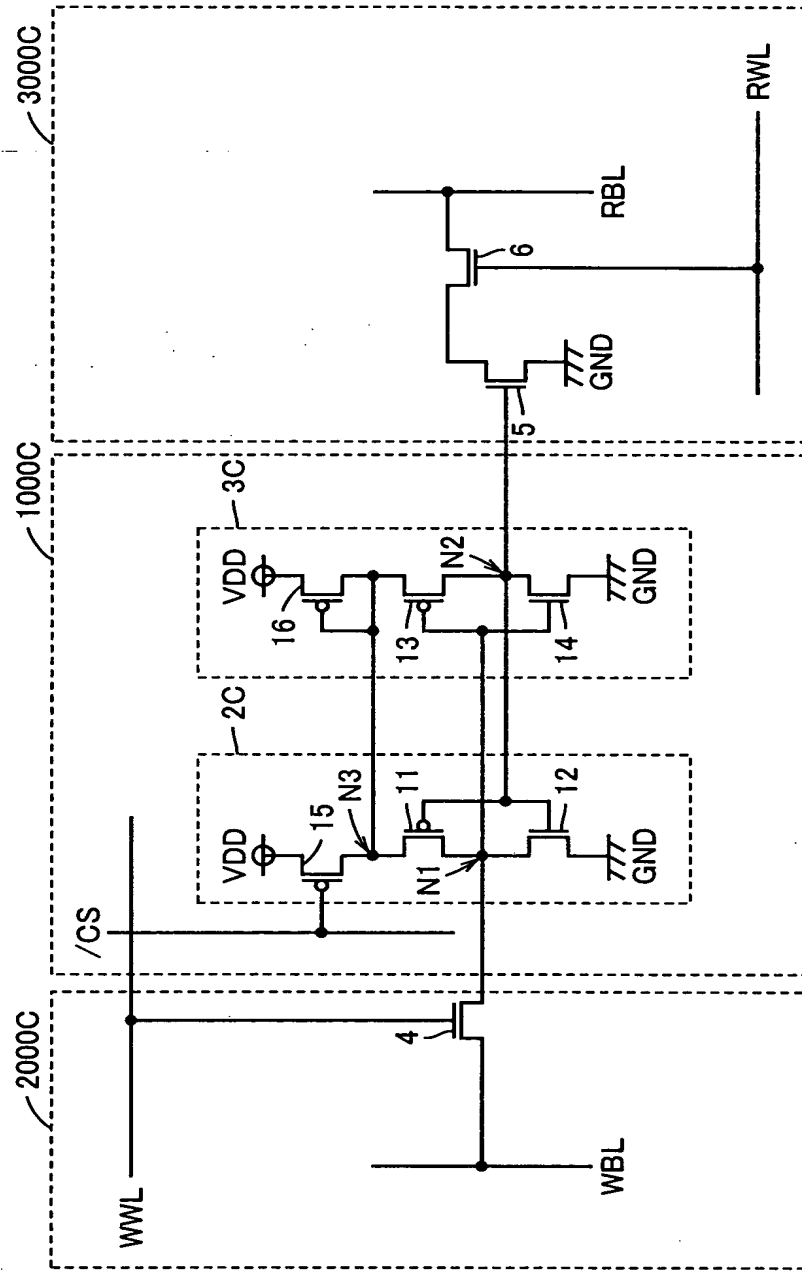 2000C
1000C
3000C
WWL
/CS
2C
3C
VDD
VDD
15
16
N3
11
13
N2
N1
12
14
GND
GND
4
WBL
5
GND
6
RBL
RWL